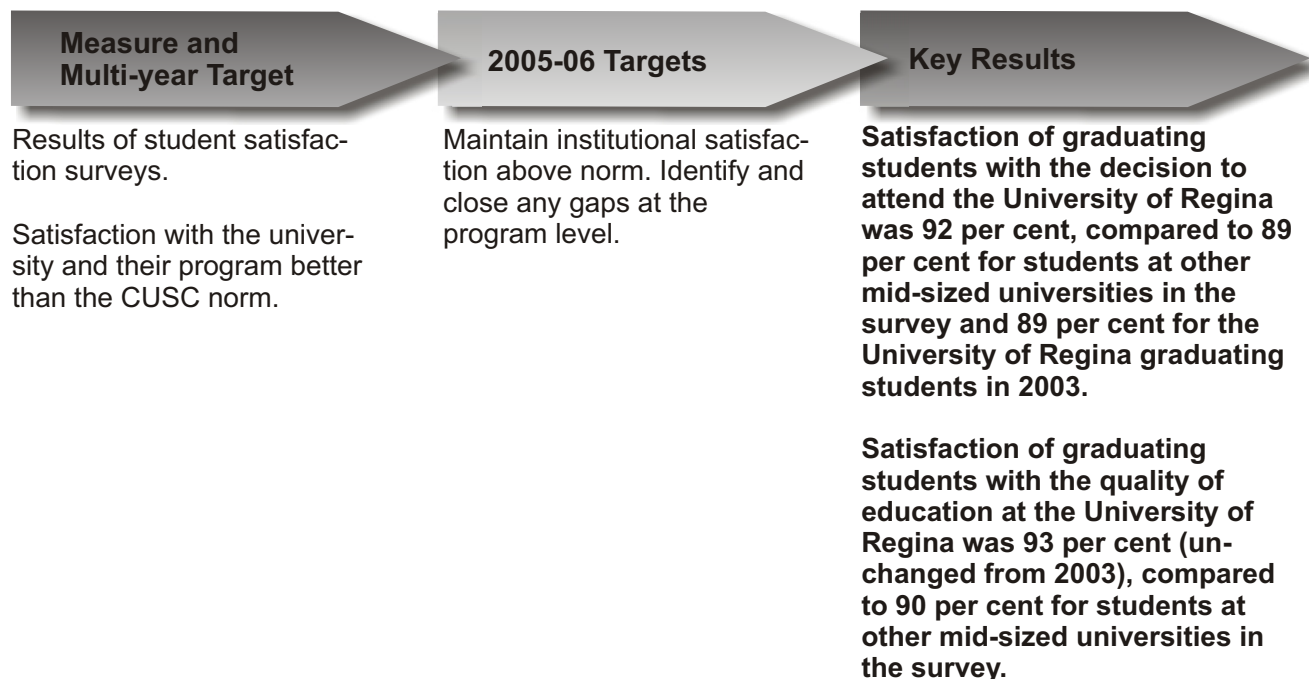 Measure and
Multi-year Target
2005-06 Targets
Key Results
Results of student satisfac-
tion surveys.
Satisfaction with the univer-
sity and their program better
than the CUSC norm.
Maintain institutional satisfac-
tion above norm. Identify and
close any gaps at the
program level.
Satisfaction of graduating
students with the decision to
attend the University of Regina
was 92 per cent, compared to 89
per cent for students at other
mid-sized universities in the
survey and 89 per cent for the
University of Regina graduating
students in 2003.
Satisfaction of graduating
students with the quality of
education at the University of
Regina was 93 per cent (un-
changed from 2003), compared
to 90 per cent for students at
other mid-sized universities in
the survey.